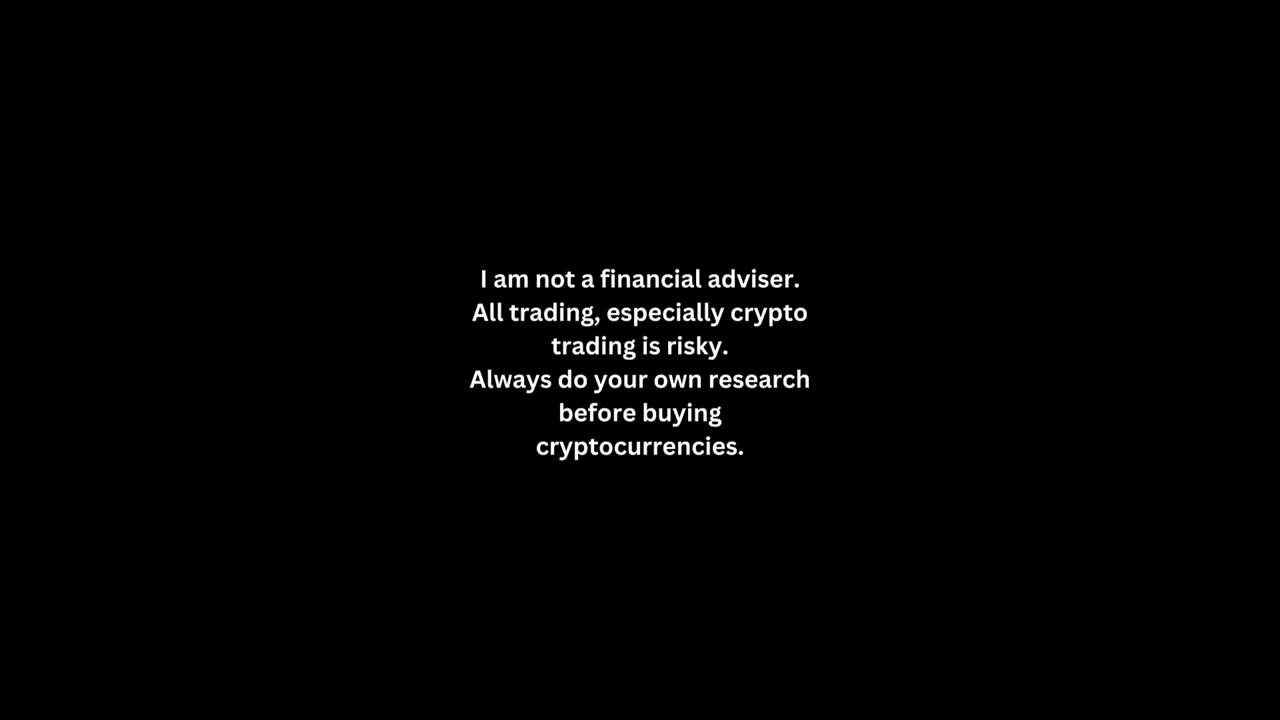 I am not a financial adviser.
All trading, especially crypto
trading is risky.
Always do your own research
before buying
cryptocurrencies.